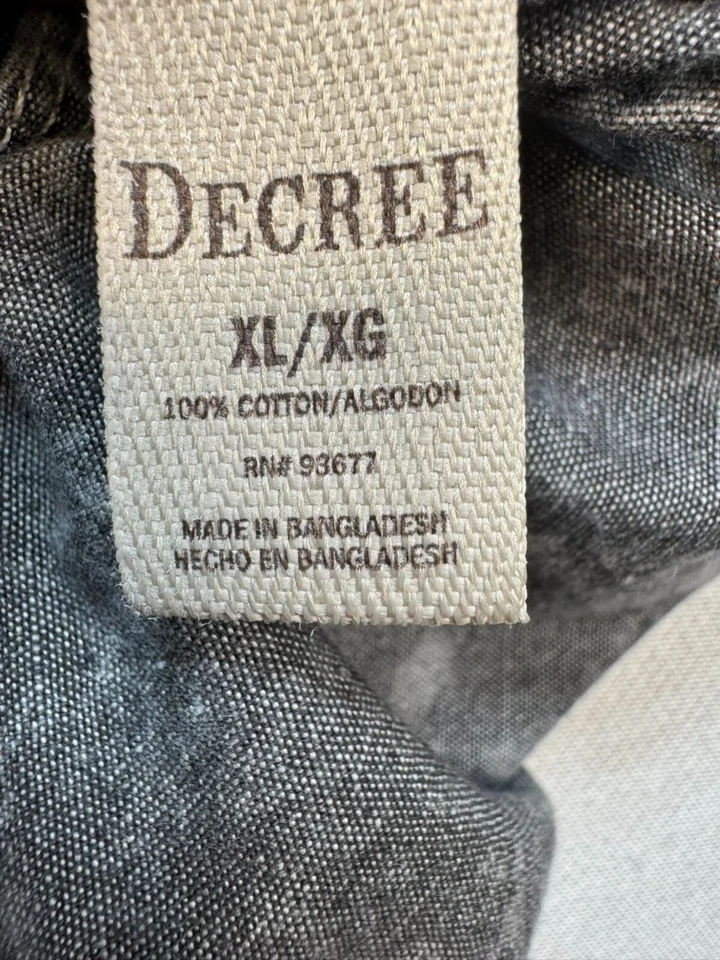 DECREE
XL/XG
100% COTTON/ALGODON
RN# 93677
MADE IN BANGLADESH
HECHO EN BANGLADESH